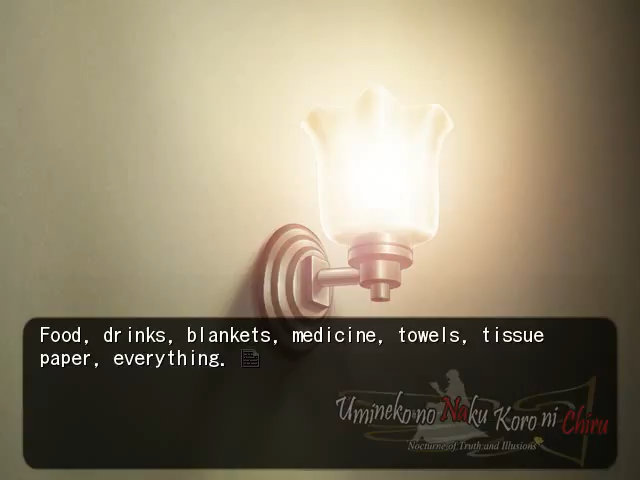 Food, drinks, blankets, medicine, towels, tissue
paper, everything.
Umineko no Naku Koro ni Chiru
Nocturne of Truth and Illusions